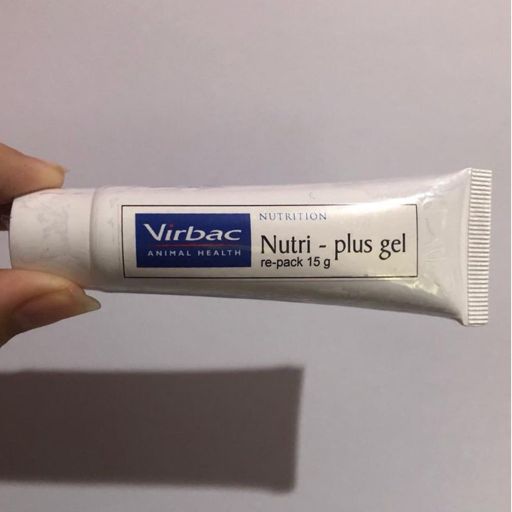 Virbac
ANIMAL HEALTH
NUTRITION
Nutri - plus gel
re-pack 15 g